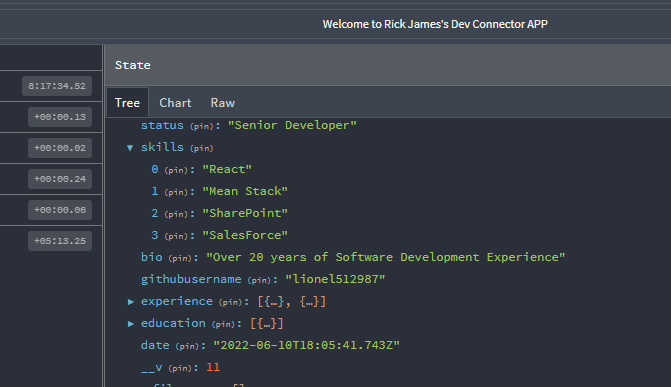 Welcome to Rick James's Dev Connector APP
State
Tree Chart Raw
8:17:34.52
+00:00.13
+00:00.02
+00:00.24
+00:00.06
+05:13.25
status (pin): "Senior Developer"
▼ skills (pin)
0 (pin): "React"
1 (pin): "Mean Stack"
2 (pin): "SharePoint"
3 (pin): "SalesForce"
bio (pin): "Over 20 years of Software Development Experience"
githubusername (pin): "lionel512987"
▶ experience (pin): [{…}, {…}]
▶ education (pin): [{…}]
date (pin): "2022-06-10T18:05:41.743Z"
__v (pin): 11